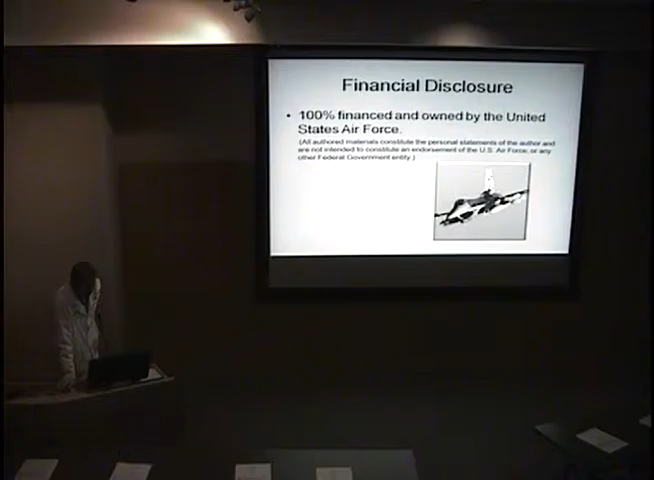 Financial Disclosure
• 100% financed and owned by the United
States Air Force.
(All authored materials constitute the personal statements of the author and
are not intended to constitute an endorsement of the U.S. Air Force, or any
other Federal Government entity.)